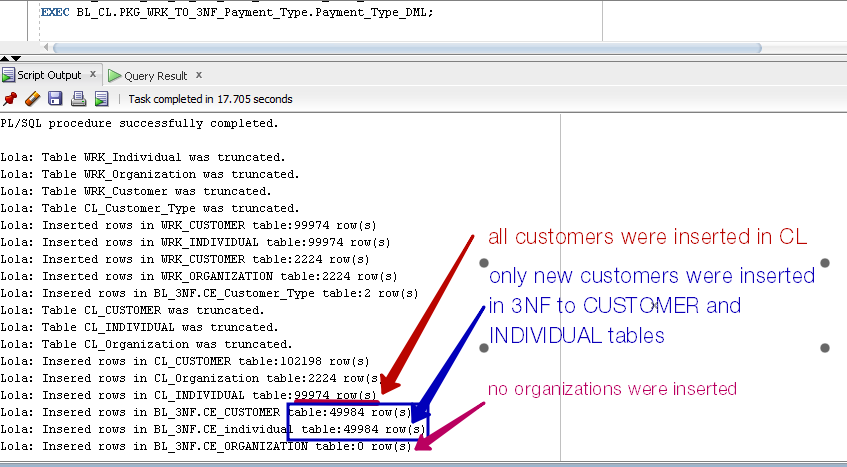 EXEC BL_CL.PKG_WRK_TO_3NF_Payment_Type.Payment_Type_DML;
Script Output x
Query Result x
Task completed in 17.705 seconds
PL/SQL procedure successfully completed.
Lola: Table WRK_Individual was truncated.
Lola: Table WRK_Organization was truncated.
Lola: Table WRK_Customer was truncated.
Lola: Table CL_Customer_Type was truncated.
Lola: Inserted rows in WRK_CUSTOMER table:99974 row(s)
Lola: Inserted rows in WRK_INDIVIDUAL table:99974 row(s)
Lola: Inserted rows in WRK_CUSTOMER table:2224 row(s)
Lola: Inserted rows in WRK_ORGANIZATION table:2224 row(s)
Lola: Insered rows in BL_3NF.CE_Customer_Type table:2 row(s)
Lola: Table CL_CUSTOMER was truncated.
Lola: Table CL_INDIVIDUAL was truncated.
Lola: Table CL_Organization was truncated.
Lola: Insered rows in CL_CUSTOMER table:102198 row(s)
Lola: Insered rows in CL_Organization table:2224 row(s)
Lola: Insered rows in CL_INDIVIDUAL table:99974 row(s)
Lola: Insered rows in BL_3NF.CE_CUSTOMER table:49984 row(s)
Lola: Insered rows in BL_3NF.CE_individual table:49984 row(s)
Lola: Insered rows in BL_3NF.CE_ORGANIZATION table:0 row(s)
all customers were inserted in CL
only new customers were inserted
in 3NF to CUSTOMER and
INDIVIDUAL tables
no organizations were inserted